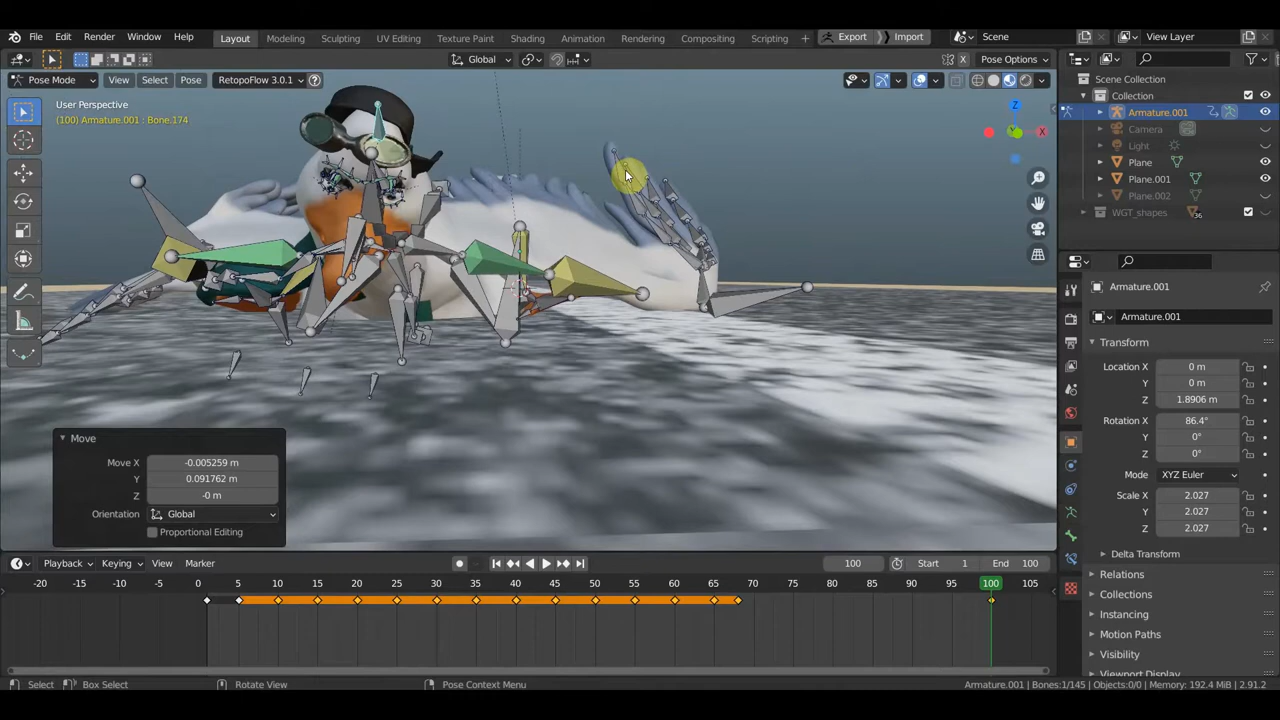 File Edit Render Window Help Layout Modeling Sculpting UV Editing Texture Paint Shading Animation Rendering Compositing Scripting + Export Import Scene View Layer
Global X Pose Options
Pose Mode View Select Pose RetopoFlow 3.0.1
Scene Collection
Collection
Armature.001
Camera
Light
Plane
Plane.001
Plane.002
WGT_shapes 36
User Perspective
(100) Armature.001 : Bone.174
Z
X
Armature.001
Armature.001
Transform
Location X 0 m
Y 0 m
Z 1.8906 m
Rotation X 86.4°
Y 0°
Z 0°
Mode XYZ Euler
Scale X 2.027
Y 2.027
Z 2.027
Delta Transform
Relations
Collections
Instancing
Motion Paths
Visibility
Viewport Display
Move
Move X -0.005259 m
Y 0.091762 m
Z -0 m
Orientation Global
Proportional Editing
Playback Keying View Marker 100 Start 1 End 100
-20 -15 -10 -5 0 5 10 15 20 25 30 35 40 45 50 55 60 65 70 75 80 85 90 95 100 105
Select Box Select Rotate View Pose Context Menu Armature.001 | Bones:1/145 | Objects:0/0 | Memory: 192.4 MiB | 2.91.2